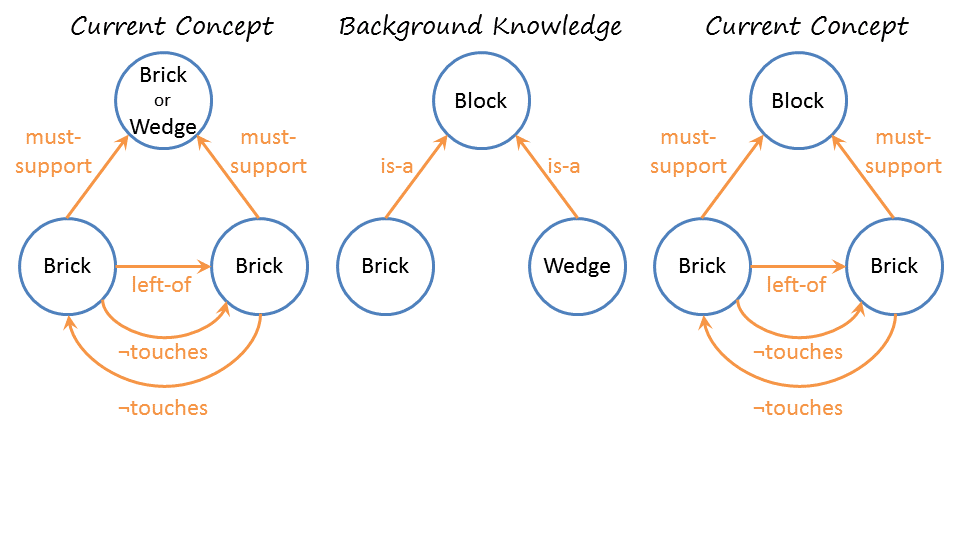 Current Concept
Brick
or
Wedge
must-
support
must-
support
Brick
Brick
left-of
¬touches
¬touches
Background Knowledge
Block
is-a
is-a
Brick
Wedge
Current Concept
Block
must-
support
must-
support
Brick
Brick
left-of
¬touches
¬touches